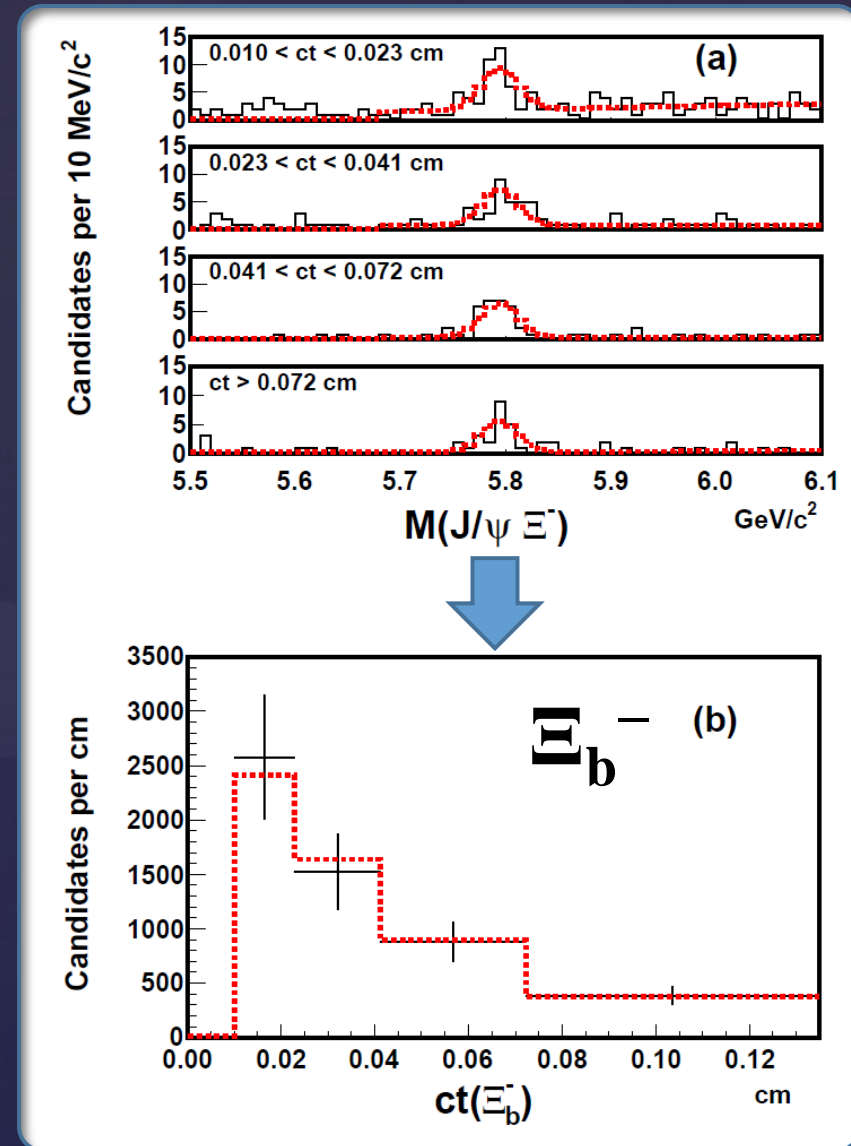 Candidates per 10 MeV/c²
15
10
5
0
0.010 < ct < 0.023 cm
(a)
15
10
5
0
0.023 < ct < 0.041 cm
15
10
5
0
0.041 < ct < 0.072 cm
15
10
5
0
ct > 0.072 cm
5.5 5.6 5.7 5.8 5.9 6.0 6.1
M(J/ψ Ξ⁻) GeV/c²
Candidates per cm
3500
3000
2500
2000
1500
1000
500
0
Ξb⁻ (b)
0.00 0.02 0.04 0.06 0.08 0.10 0.12
ct(Ξb⁻) cm